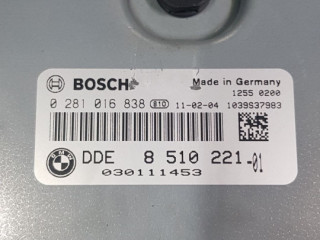 BOSCH
Made in Germany
1255 0200
0 281 016 838 B10 11-02-04 1039S37983
BMW
DDE 8 510 221-01
030111453